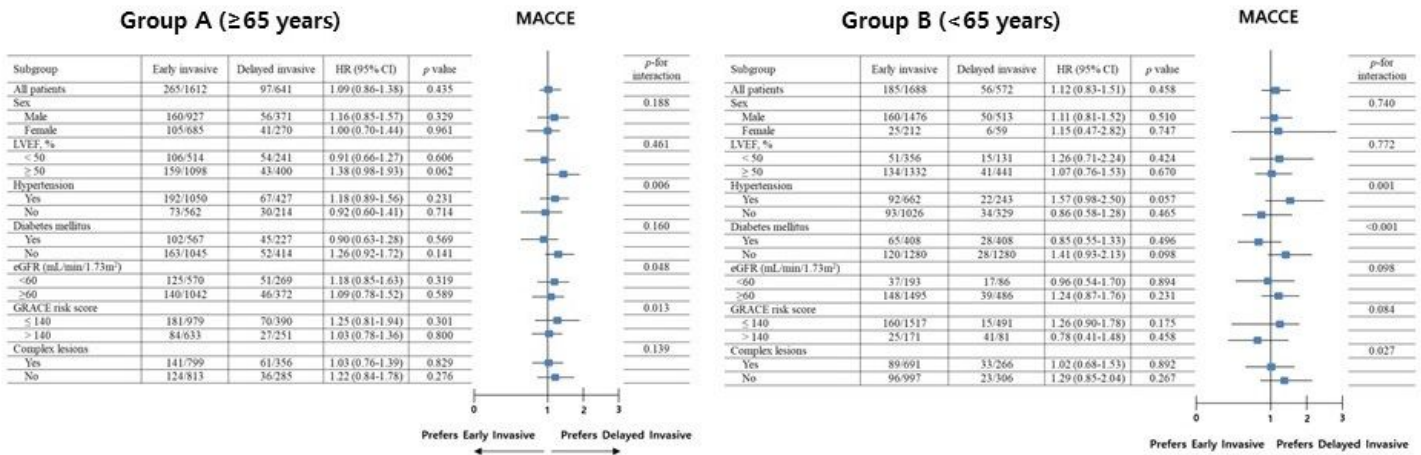 Group A (≥65 years)
MACCE
Subgroup Early invasive Delayed invasive HR (95% CI) p value p-for interaction
All patients 265/1612 97/641 1.09 (0.86-1.38) 0.435
Sex 0.188
Male 160/927 56/371 1.16 (0.85-1.57) 0.329
Female 105/685 41/270 1.00 (0.70-1.44) 0.961
LVEF, % 0.461
< 50 106/514 54/241 0.91 (0.66-1.27) 0.606
≥ 50 159/1098 43/400 1.38 (0.98-1.93) 0.062
Hypertension 0.006
Yes 192/1050 67/427 1.18 (0.89-1.56) 0.231
No 73/562 30/214 0.92 (0.60-1.41) 0.714
Diabetes mellitus 0.160
Yes 102/567 45/227 0.90 (0.63-1.28) 0.569
No 163/1045 52/414 1.26 (0.92-1.72) 0.141
eGFR (mL/min/1.73m²) 0.048
<60 125/570 51/269 1.18 (0.85-1.63) 0.319
≥60 140/1042 46/372 1.09 (0.78-1.52) 0.589
GRACE risk score 0.013
≤ 140 181/979 70/390 1.25 (0.81-1.94) 0.301
> 140 84/633 27/251 1.03 (0.78-1.36) 0.800
Complex lesions 0.139
Yes 141/799 61/356 1.03 (0.76-1.39) 0.829
No 124/813 36/285 1.22 (0.84-1.78) 0.276
0 1 2 3
Prefers Early Invasive Prefers Delayed Invasive
Group B (<65 years)
MACCE
Subgroup Early invasive Delayed invasive HR (95% CI) p value p-for interaction
All patients 185/1688 56/572 1.12 (0.83-1.51) 0.458
Sex 0.740
Male 160/1476 50/513 1.11 (0.81-1.52) 0.510
Female 25/212 6/59 1.15 (0.47-2.82) 0.747
LVEF, % 0.772
< 50 51/356 15/131 1.26 (0.71-2.24) 0.424
≥ 50 134/1332 41/441 1.07 (0.76-1.53) 0.670
Hypertension 0.001
Yes 92/662 22/243 1.57 (0.98-2.50) 0.057
No 93/1026 34/329 0.86 (0.58-1.28) 0.465
Diabetes mellitus <0.001
Yes 65/408 28/408 0.85 (0.55-1.33) 0.496
No 120/1280 28/1280 1.41 (0.93-2.13) 0.098
eGFR (mL/min/1.73m²) 0.098
<60 37/193 17/86 0.96 (0.54-1.70) 0.894
≥60 148/1495 39/486 1.24 (0.87-1.76) 0.231
GRACE risk score 0.084
≤ 140 160/1517 15/491 1.26 (0.90-1.78) 0.175
> 140 25/171 41/81 0.78 (0.41-1.48) 0.458
Complex lesions 0.027
Yes 89/691 33/266 1.02 (0.68-1.53) 0.892
No 96/997 23/306 1.29 (0.85-2.04) 0.267
0 1 2 3
Prefers Early Invasive Prefers Delayed Invasive